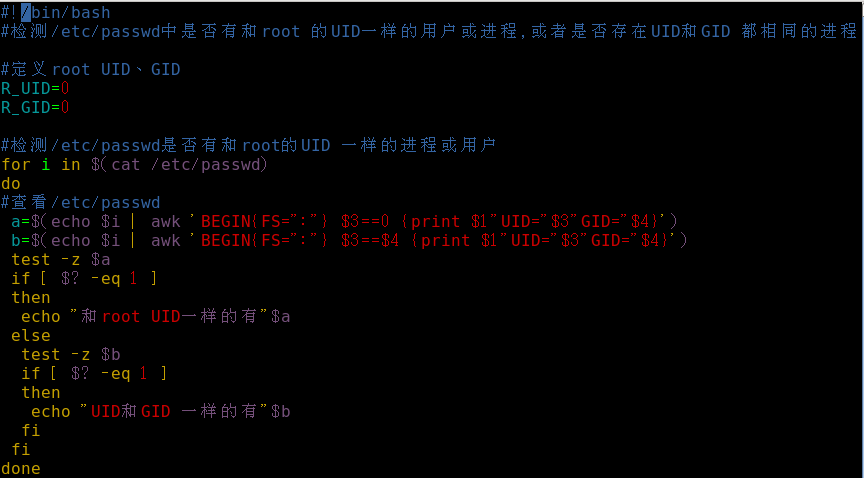 #!/bin/bash
#检测/etc/passwd中是否有和root 的UID一样的用户或进程,或者是否存在UID和GID 都相同的进程
#定义root UID、GID
R_UID=0
R_GID=0
#检测/etc/passwd是否有和root的UID 一样的进程或用户
for i in $(cat /etc/passwd)
do
#查看/etc/passwd
 a=$(echo $i | awk 'BEGIN{FS=":"} $3==0 {print $1"UID="$3"GID="$4}')
 b=$(echo $i | awk 'BEGIN{FS=":"} $3==$4 {print $1"UID="$3"GID="$4}')
 test -z $a
 if [ $? -eq 1 ]
 then
  echo "和root UID一样的有"$a
 else
  test -z $b
  if [ $? -eq 1 ]
  then
   echo "UID和GID 一样的有"$b
  fi
 fi
done